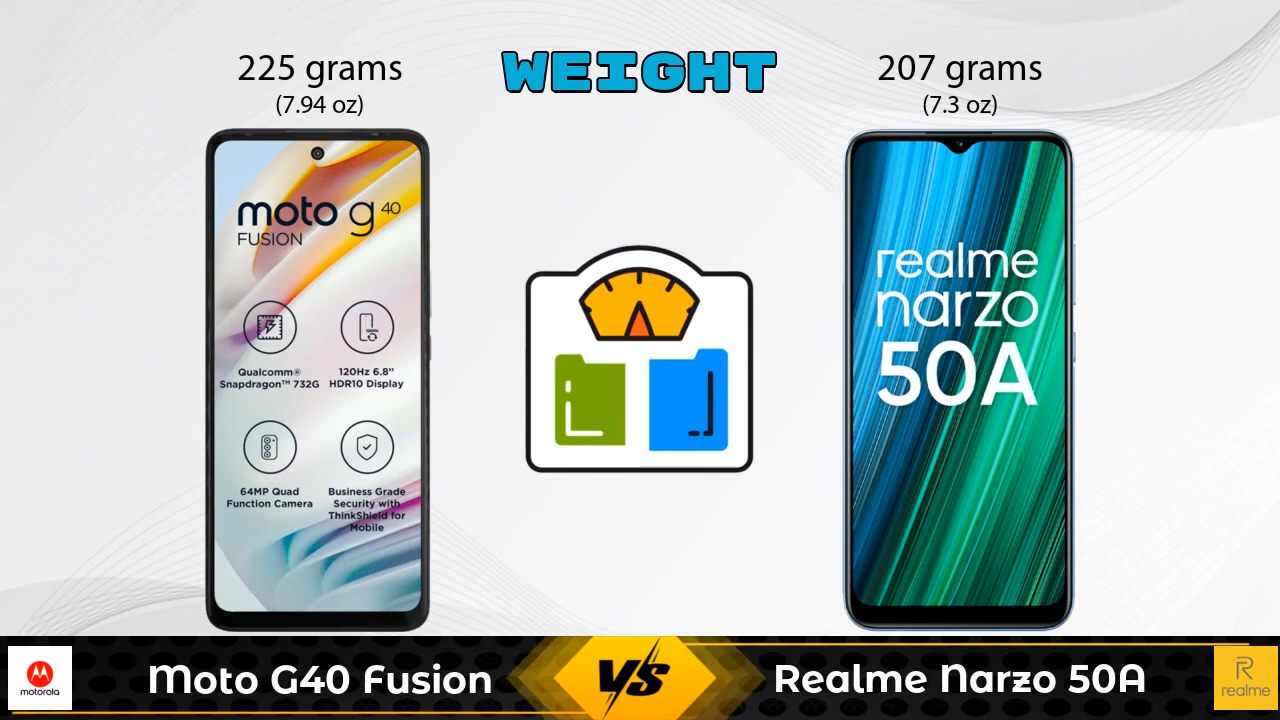 WEIGHT
225 grams
(7.94 oz)
207 grams
(7.3 oz)
moto g 40
FUSION
Qualcomm®
Snapdragon™ 732G
120Hz 6.8”
HDR10 Display
64MP Quad
Function Camera
Business Grade
Security with
ThinkShield for
Mobile
realme
narzo
50A
motorola
Moto G40 Fusion
VS
Realme Narzo 50A
R
realme